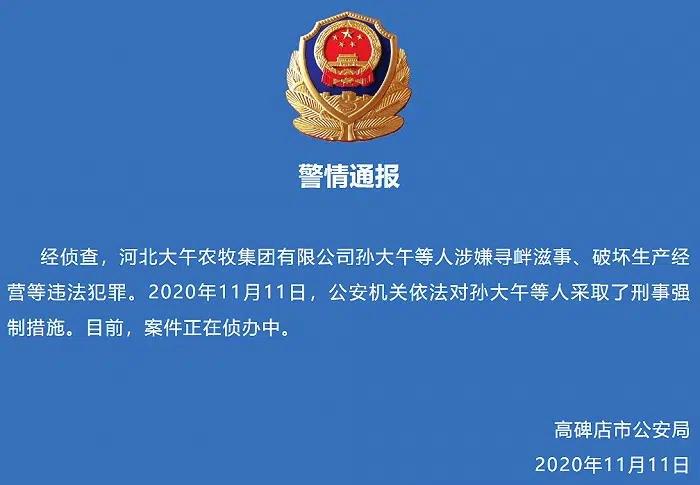 警情通报
经侦查，河北大午农牧集团有限公司孙大午等人涉嫌寻衅滋事、破坏生产经
营等违法犯罪。2020年11月11日，公安机关依法对孙大午等人采取了刑事强
制措施。目前，案件正在侦办中。
高碑店市公安局
2020年11月11日